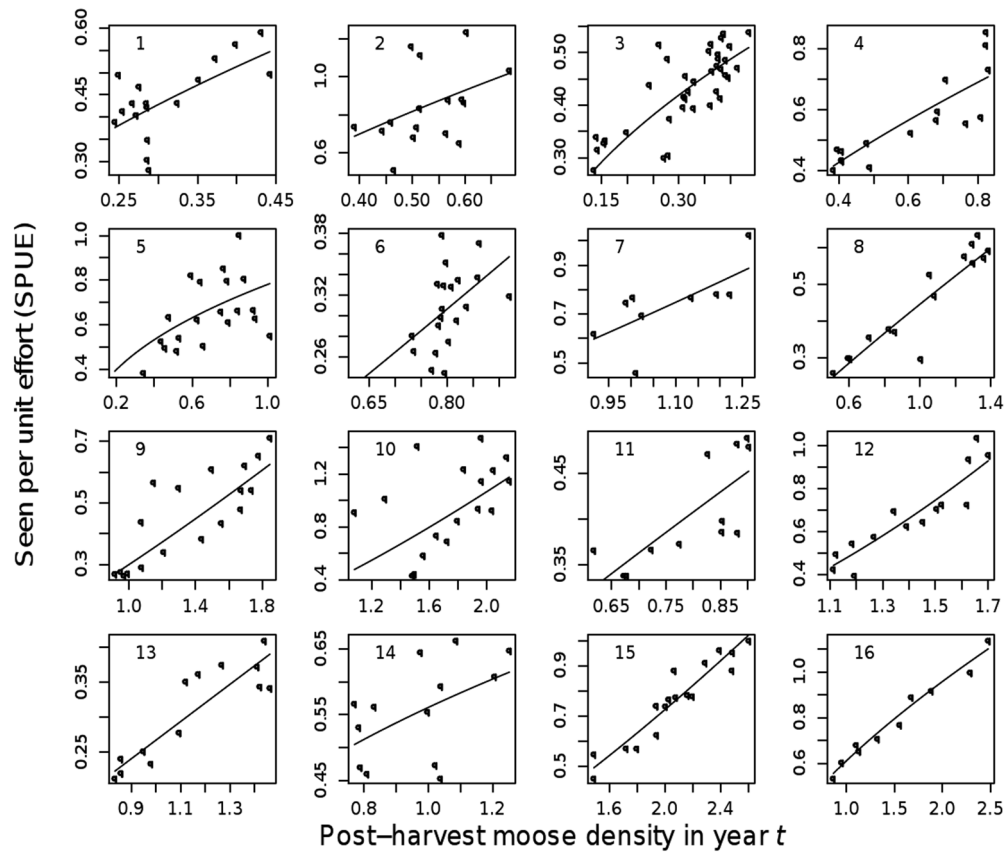 Seen per unit effort (SPUE)
1
0.30 0.45 0.60
0.25 0.35 0.45
2
0.6 1.0
0.40 0.50 0.60
3
0.30 0.40 0.50
0.15 0.30
4
0.4 0.6 0.8
0.4 0.6 0.8
5
0.4 0.6 0.8 1.0
0.2 0.6 1.0
6
0.26 0.32 0.38
0.65 0.80
7
0.5 0.7 0.9
0.95 1.10 1.25
8
0.3 0.5
0.6 1.0 1.4
9
0.3 0.5 0.7
1.0 1.4 1.8
10
0.4 0.8 1.2
1.2 1.6 2.0
11
0.35 0.45
0.65 0.75 0.85
12
0.4 0.6 0.8 1.0
1.1 1.3 1.5 1.7
13
0.25 0.35
0.9 1.1 1.3
14
0.45 0.55 0.65
0.8 1.0 1.2
15
0.5 0.7 0.9
1.6 2.0 2.4
16
0.6 0.8 1.0
1.0 1.5 2.0 2.5
Post–harvest moose density in year t